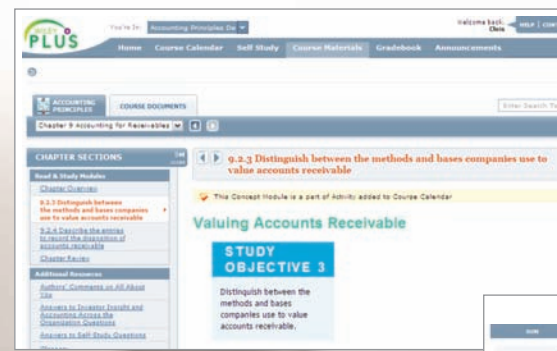 WILEY
PLUS
You're In: Accounting Principles De
Welcome back,
Chris
HELP
Home Course Calendar Self Study Course Materials Gradebook Announcements
ACCOUNTING
PRINCIPLES
COURSE DOCUMENTS
Enter Search
Chapter 9 Accounting for Receivables
CHAPTER SECTIONS
9.2.3 Distinguish between the methods and bases companies use to
value accounts receivable
Read & Study Modules
Chapter Overview
9.2.3 Distinguish between
the methods and bases companies
use to value accounts receivable
9.2.4 Describe the entries
to record the disposition of
accounts receivable
Chapter Review
Additional Resources
Authors' Comments on All About
You
Answers to Investor Insight and
Accounting Across the
Organization Questions
Answers to Self-Study Questions
This Concept Module is a part of Activity added to Course Calendar
Valuing Accounts Receivable
STUDY
OBJECTIVE 3
Distinguish between the
methods and bases
companies use to value
accounts receivable.